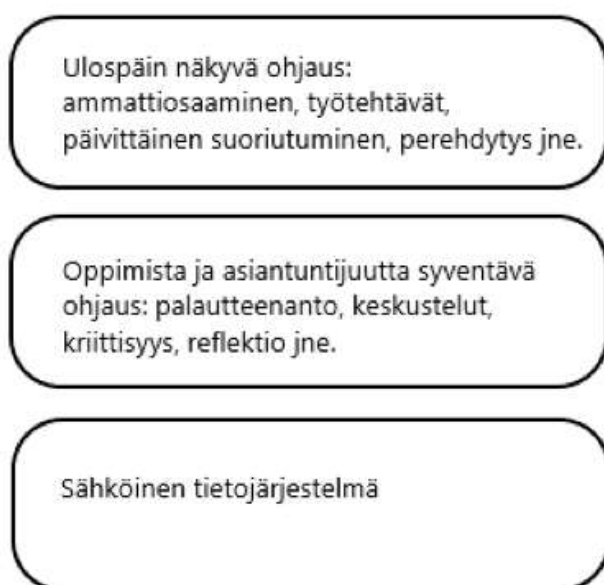 Ulospäin näkyvä ohjaus:
ammattiosaaminen, työtehtävät,
päivittäinen suoriutuminen, perehdytys jne.
Oppimista ja asiantuntijuutta syventävä
ohjaus: palautteenanto, keskustelut,
kriittisyys, reflektio jne.
Sähköinen tietojärjestelmä